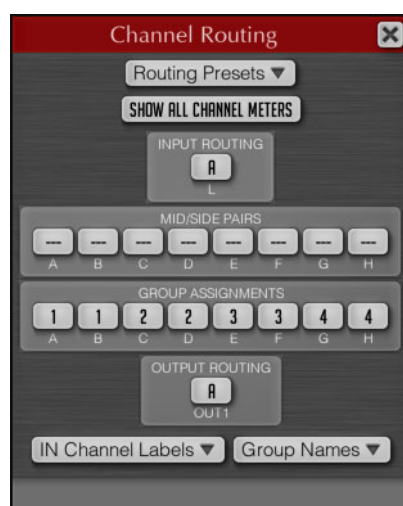 Channel Routing
Routing Presets ▼
SHOW ALL CHANNEL METERS
INPUT ROUTING
A
L
MID/SIDE PAIRS
--- --- --- --- --- --- --- ---
A B C D E F G H
GROUP ASSIGNMENTS
1 1 2 2 3 3 4 4
A B C D E F G H
OUTPUT ROUTING
A
OUT1
IN Channel Labels ▼ Group Names ▼